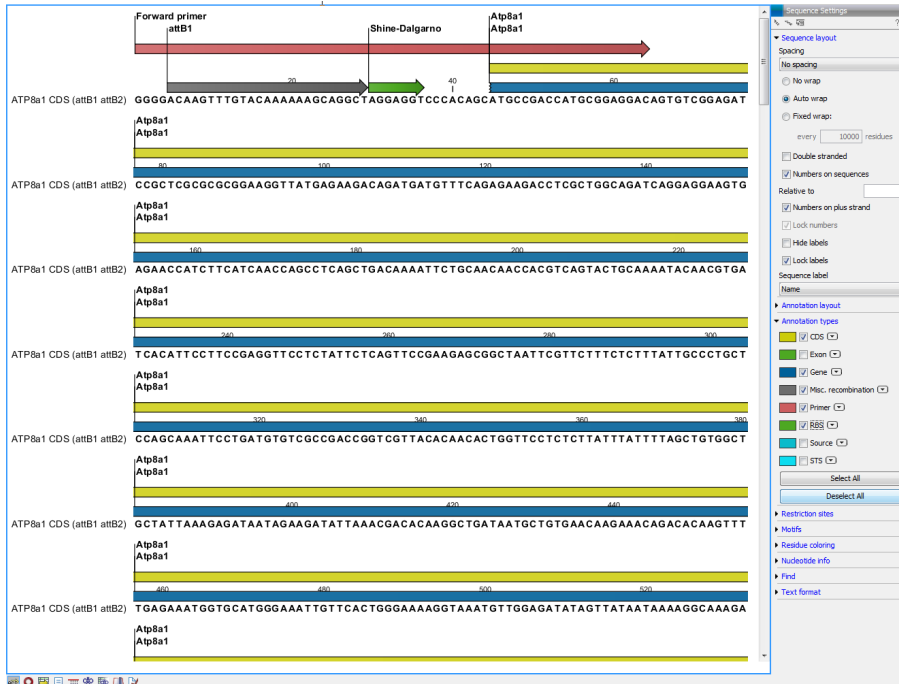 Forward primer
attB1
Shine-Dalgarno
Atp8a1
Atp8a1
20
40
60
ATP8a1 CDS (attB1 attB2) GGGGACAAGTTTGTACAAAAAAGCAGGCTAGGAGGTCCCACAGCATGCCGACCATGCGGAGGACAGTGTCGGAGAT
Atp8a1
Atp8a1
80
100
120
140
ATP8a1 CDS (attB1 attB2) CCGCTCGCGCGCGGAAGGTTATGAGAAGACAGATGATGTTTCAGAGAAGACCTCGCTGGCAGATCAGGAGGAAGTG
Atp8a1
Atp8a1
160
180
200
220
ATP8a1 CDS (attB1 attB2) AGAACCATCTTCATCAACCAGCCTCAGCTGACAAAATTCTGCAACAACCACGTCAGTACTGCAAAATACAACGTGA
Atp8a1
Atp8a1
240
260
280
300
ATP8a1 CDS (attB1 attB2) TCACATTCCTTCCGAGGTTCCTCTATTCTCAGTTCCGAAGAGCGGCTAATTCGTTCTTTCTCTTTATTGCCCTGCT
Atp8a1
Atp8a1
320
340
360
380
ATP8a1 CDS (attB1 attB2) CCAGCAAATTCCTGATGTGTCGCCGACCGGTCGTTACACAACACTGGTTCCTCTCTTATTTATTTTAGCTGTGGCT
Atp8a1
Atp8a1
400
420
440
ATP8a1 CDS (attB1 attB2) GCTATTAAAGAGATAATAGAAGATATTAAACGACACAAGGCTGATAATGCTGTGAACAAGAAACAGACACAAGTTT
Atp8a1
Atp8a1
460
480
500
520
ATP8a1 CDS (attB1 attB2) TGAGAAATGGTGCATGGGAAATTGTTCACTGGGAAAAGGTAAATGTTGGAGATATAGTTATAATAAAAGGCAAAGA
Atp8a1
Atp8a1
Sequence Settings
?
Sequence layout
Spacing
No spacing
No wrap
Auto wrap
Fixed wrap:
every 10000 residues
Double stranded
Numbers on sequences
Relative to
Numbers on plus strand
Lock numbers
Hide labels
Lock labels
Sequence label
Name
Annotation layout
Annotation types
CDS
Exon
Gene
Misc. recombination
Primer
RBS
Source
STS
Select All
Deselect All
Restriction sites
Motifs
Residue coloring
Nucleotide info
Find
Text format